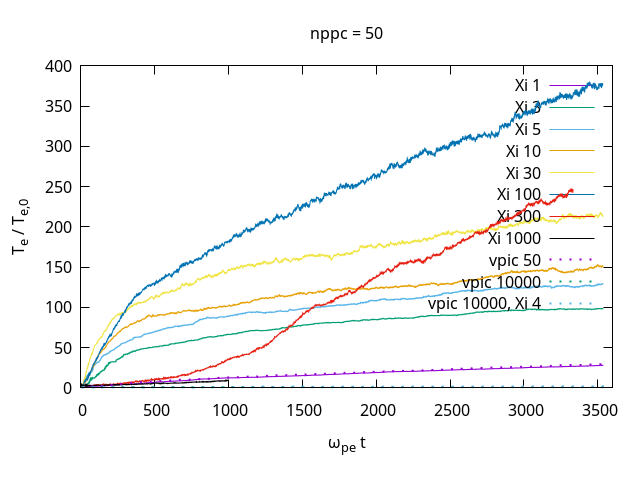 nppc = 50
400
350
300
250
200
150
100
50
0
T_e / T_e,0
0 500 1000 1500 2000 2500 3000 3500
ω_pe t
Xi 1
Xi 3
Xi 5
Xi 10
Xi 30
Xi 100
Xi 300
Xi 1000
vpic 50
vpic 10000
vpic 10000, Xi 4